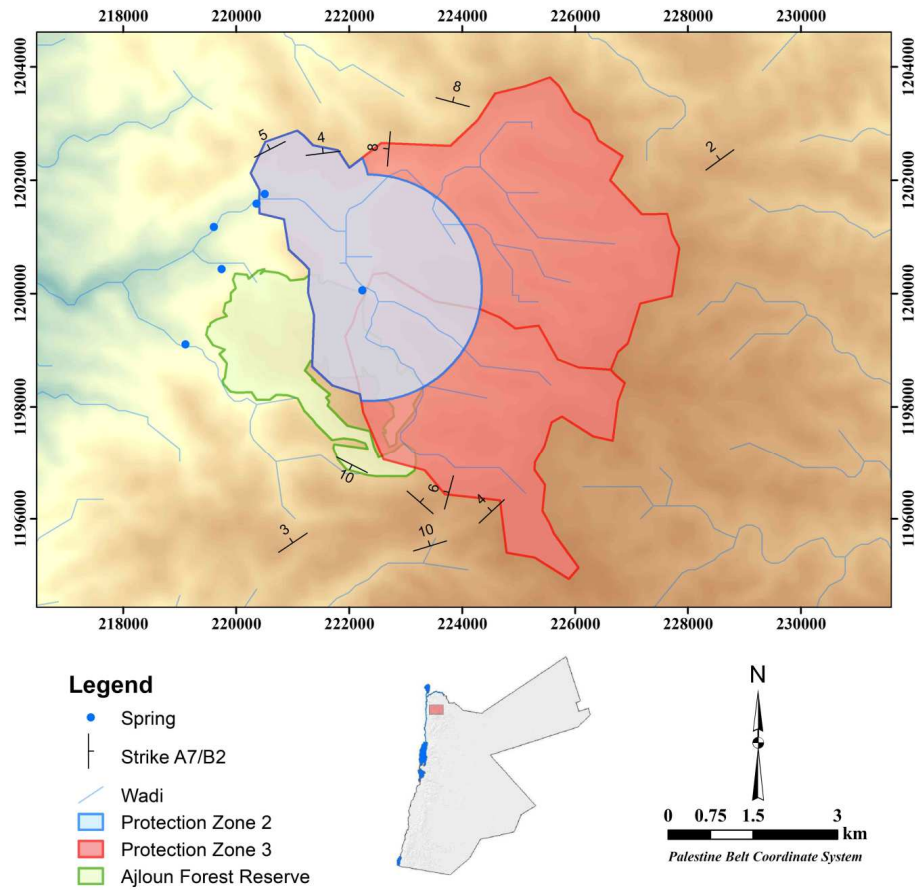 218000 220000 222000 224000 226000 228000 230000
1204000 1204000
8
5 4
8
2
1202000 1202000
1200000 1200000
1198000 1198000
10
6
4
10
3
1196000 1196000
218000 220000 222000 224000 226000 228000 230000
Legend
Spring
Strike A7/B2
Wadi
Protection Zone 2
Protection Zone 3
Ajloun Forest Reserve
N
0 0.75 1.5 3
km
Palestine Belt Coordinate System